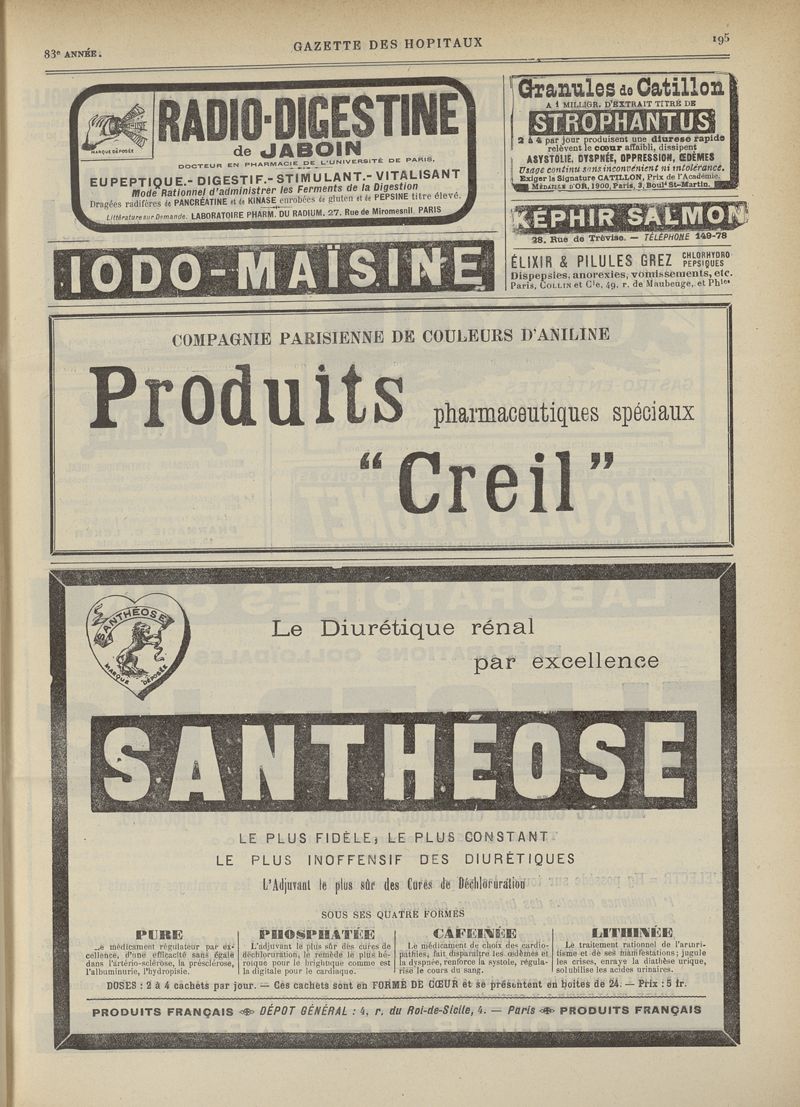 83e ANNÉE.
GAZETTE DES HOPITAUX
195
MARQUE DÉPOSÉE
RADIO-DIGESTINE
de JABOIN
DOCTEUR EN PHARMACIE DE L'UNIVERSITÉ DE PARIS.
EUPEPTIQUE.- DIGESTIF.- STIMULANT.- VITALISANT
Mode Rationnel d'administrer les Ferments de la Digestion
Dragées radifères de PANCRÉATINE et de KINASE enrobées de gluten et de PEPSINE titre élevé.
Littérature sur Demande. LABORATOIRE PHARM. DU RADIUM, 27, Rue de Miromesnil, PARIS
Granules de Catillon
A 1 MILLIGR. D'EXTRAIT TITRÉ DE
STROPHANTUS
2 à 4 par jour produisent une diurèse rapide
relèvent le cœur affaibli, dissipent
ASYSTOLIE, DYSPNÉE, OPPRESSION, ŒDÈMES
Usage continu sans inconvénient ni intolérance.
Exiger la Signature CATILLON, Prix de l'Académie.
MÉDAILLE D'OR, 1900, Paris, 3, Boult St-Martin.
KÉPHIR SALMON
28, Rue de Trévise. — TÉLÉPHONE 149-78
IODO-MAÏSINE
ÉLIXIR & PILULES GREZ CHLORHYDRO PEPSIQUES
Dispepsies, anorexies, vomissements, etc.
Paris, COLLIN et Cie, 49, r. de Maubeuge, et Phies
COMPAGNIE PARISIENNE DE COULEURS D'ANILINE
Produits pharmaceutiques spéciaux
“Creil”
SANTHÉOSE
MARQUE DÉPOSÉE
Le Diurétique rénal
par excellence
SANTHÉOSE
LE PLUS FIDÈLE, LE PLUS CONSTANT
LE PLUS INOFFENSIF DES DIURÉTIQUES
L'Adjuvant le plus sûr des Cures de Déchloruration
SOUS SES QUATRE FORMES
PURE
Le médicament régulateur par ex-
cellence, d'une efficacité sans égale
dans l'artério-sclérose, la présclérose,
l'albuminurie, l'hydropisie.
PHOSPHATÉE
L'adjuvant le plus sûr des cures de
déchloruration, le remède le plus hé-
roïque pour le brightique comme est
la digitale pour le cardiaque.
CAFÉINÉE
Le médicament de choix des cardio-
pathies, fait disparaître les œdèmes et
la dyspnée, renforce la systole, régula-
rise le cours du sang.
LITHINÉE
Le traitement rationnel de l'arthri-
tisme et de ses manifestations; jugule
les crises, enraye la diathèse urique,
solubilise les acides urinaires.
DOSES : 2 à 4 cachets par jour. — Ces cachets sont en FORME DE CŒUR et se présentent en boîtes de 24. — Prix : 5 fr.
PRODUITS FRANÇAIS DÉPOT GÉNÉRAL : 4, r. du Roi-de-Sicile, 4. — Paris PRODUITS FRANÇAIS